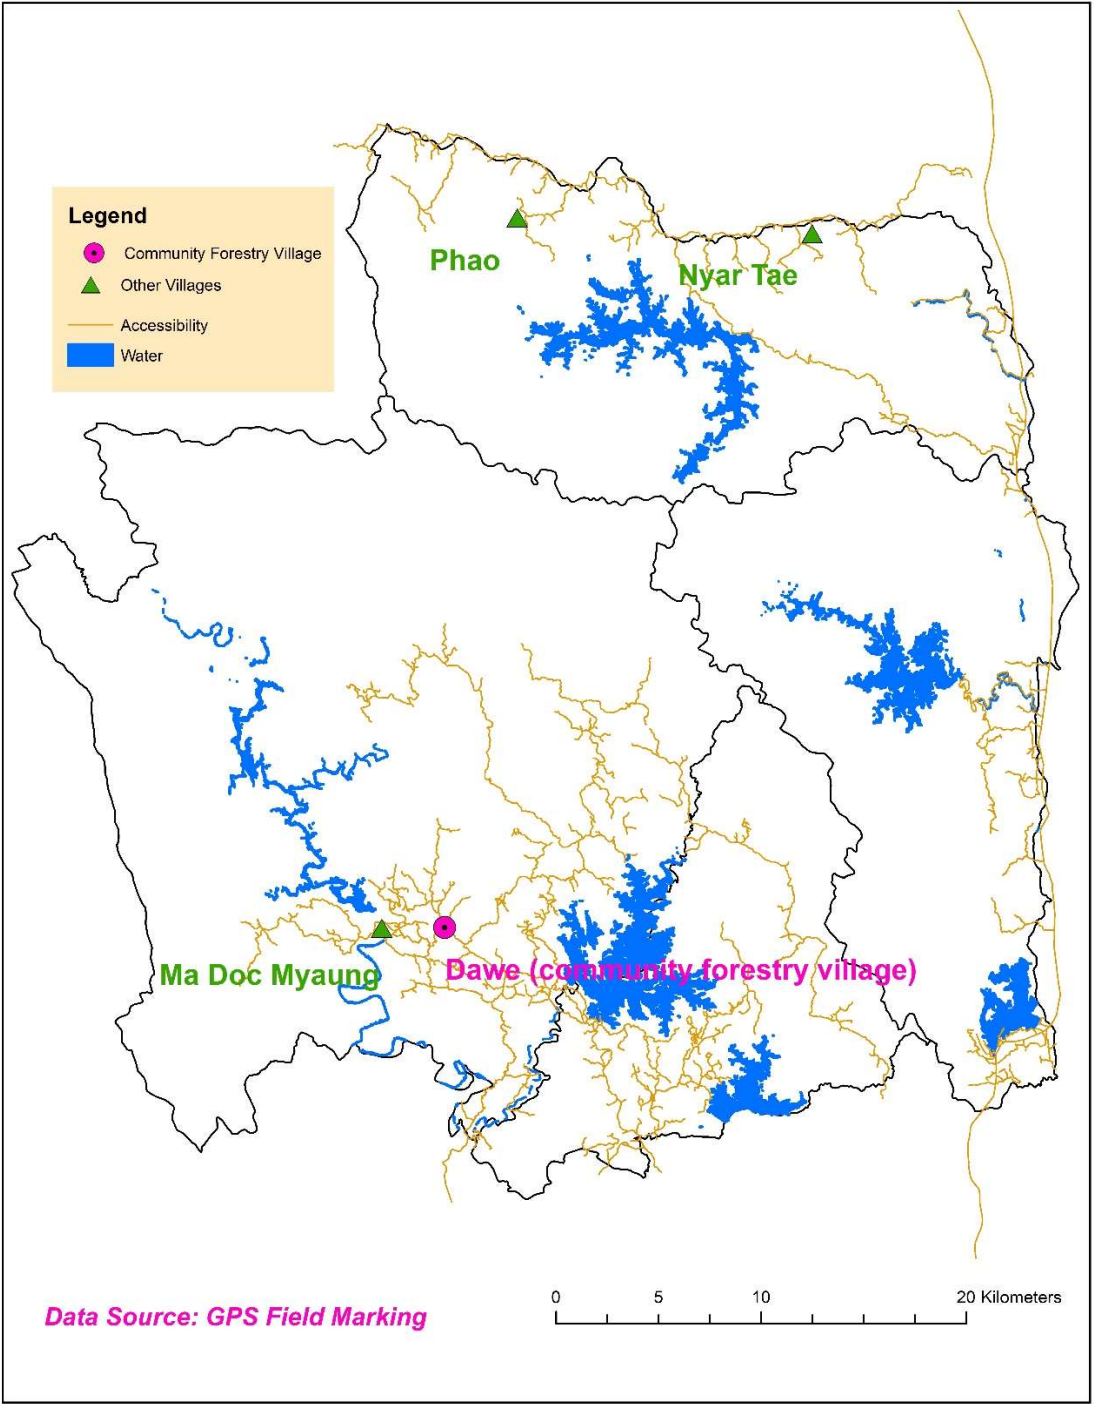 Legend
Community Forestry Village
Other Villages
Accessibility
Water
Phao
Nyar Tae
Ma Doc Myaung
Dawe (community forestry village)
Data Source: GPS Field Marking
0 5 10 20 Kilometers